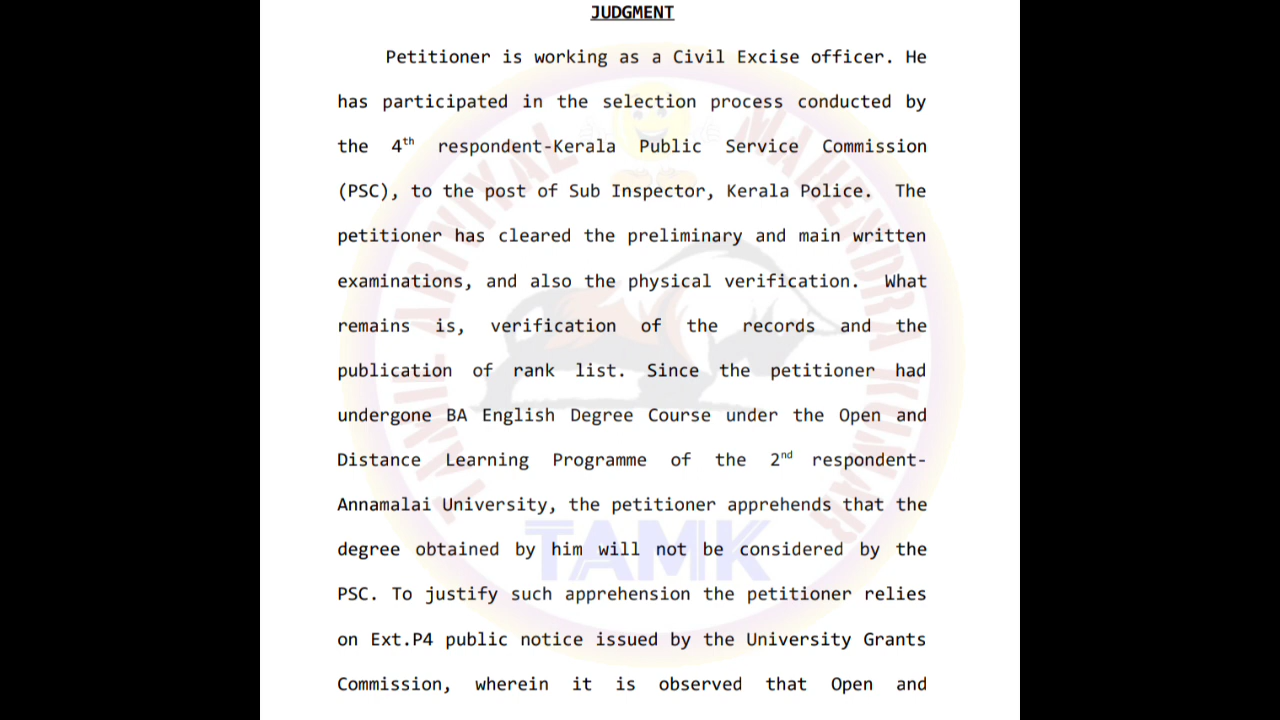 JUDGMENT
Petitioner is working as a Civil Excise officer. He
has participated in the selection process conducted by
the 4th respondent-Kerala Public Service Commission
(PSC), to the post of Sub Inspector, Kerala Police. The
petitioner has cleared the preliminary and main written
examinations, and also the physical verification. What
remains is, verification of the records and the
publication of rank list. Since the petitioner had
undergone BA English Degree Course under the Open and
Distance Learning Programme of the 2nd respondent-
Annamalai University, the petitioner apprehends that the
degree obtained by him will not be considered by the
PSC. To justify such apprehension the petitioner relies
on Ext.P4 public notice issued by the University Grants
Commission, wherein it is observed that Open and
TAMIL ARIVIYAL MAHENDRA KUMAR
TAMK